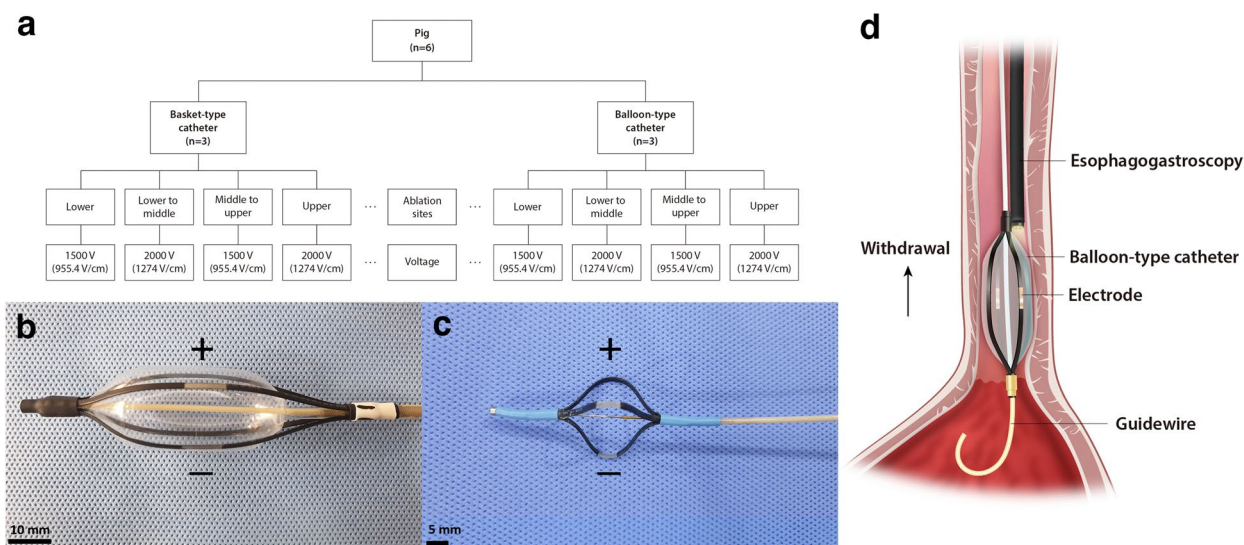 a
Pig
(n=6)
Basket-type
catheter
(n=3)
Balloon-type
catheter
(n=3)
Lower
Lower to
middle
Middle to
upper
Upper
···
Ablation
sites
···
Lower
Lower to
middle
Middle to
upper
Upper
1500 V
(955.4 V/cm)
2000 V
(1274 V/cm)
1500 V
(955.4 V/cm)
2000 V
(1274 V/cm)
···
Voltage
···
1500 V
(955.4 V/cm)
2000 V
(1274 V/cm)
1500 V
(955.4 V/cm)
2000 V
(1274 V/cm)
b
+
−
10 mm
c
+
−
5 mm
d
Esophagogastroscopy
Withdrawal
Balloon-type catheter
Electrode
Guidewire